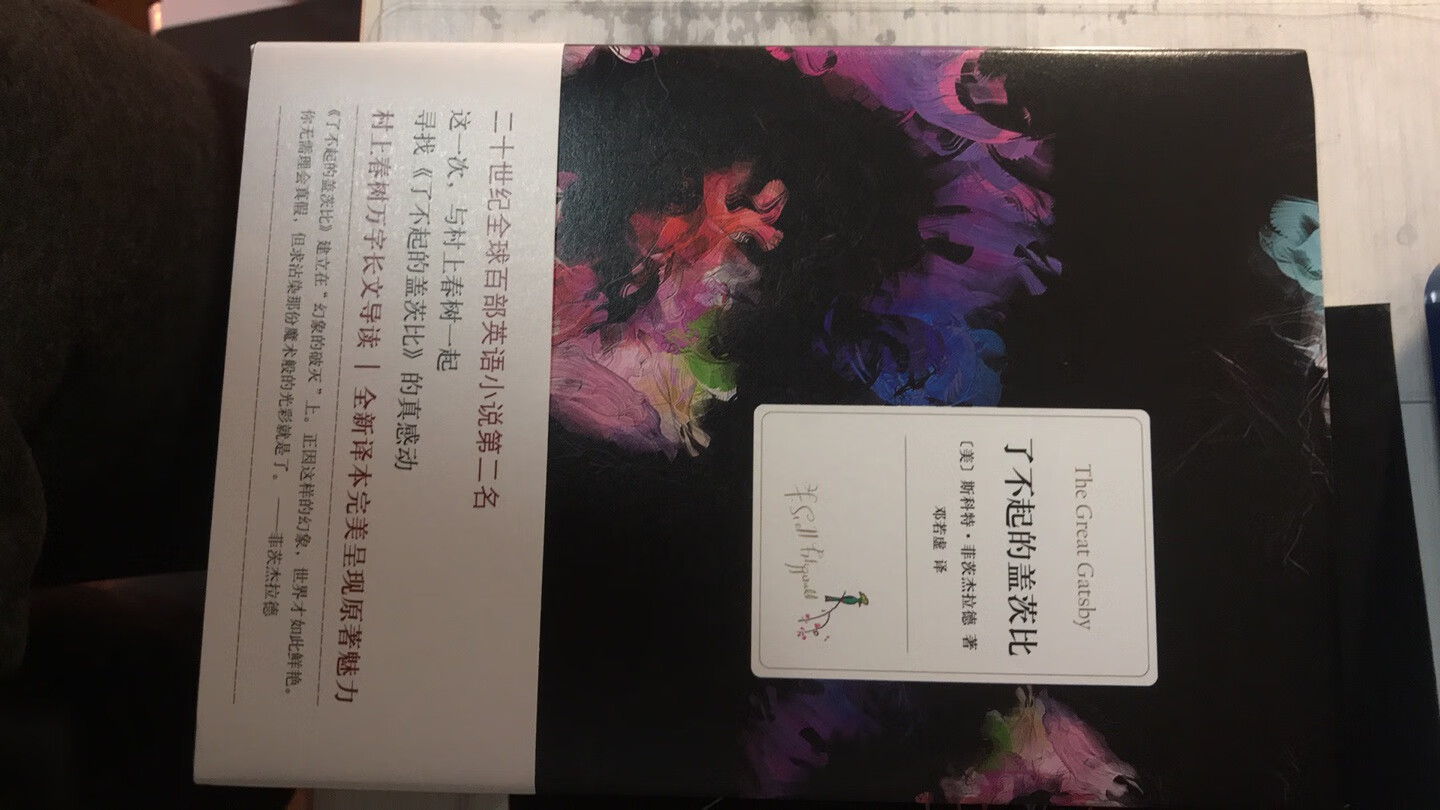 The Great Gatsby
了不起的盖茨比
〔美〕斯科特·菲茨杰拉德 著
邓若虚 译
F. Scott Fitzgerald
二十世纪全球百部英语小说第二名
这一次，与村上春树一起
寻找《了不起的盖茨比》的真感动
村上春树万字长文导读｜全新译本完美呈现原著魅力
《了不起的盖茨比》建立在“幻象的破灭”上。正因这样的幻象，世界才如此鲜艳。
你无需理会真假，但求沾染那份魔术般的光彩就是了。——菲茨杰拉德